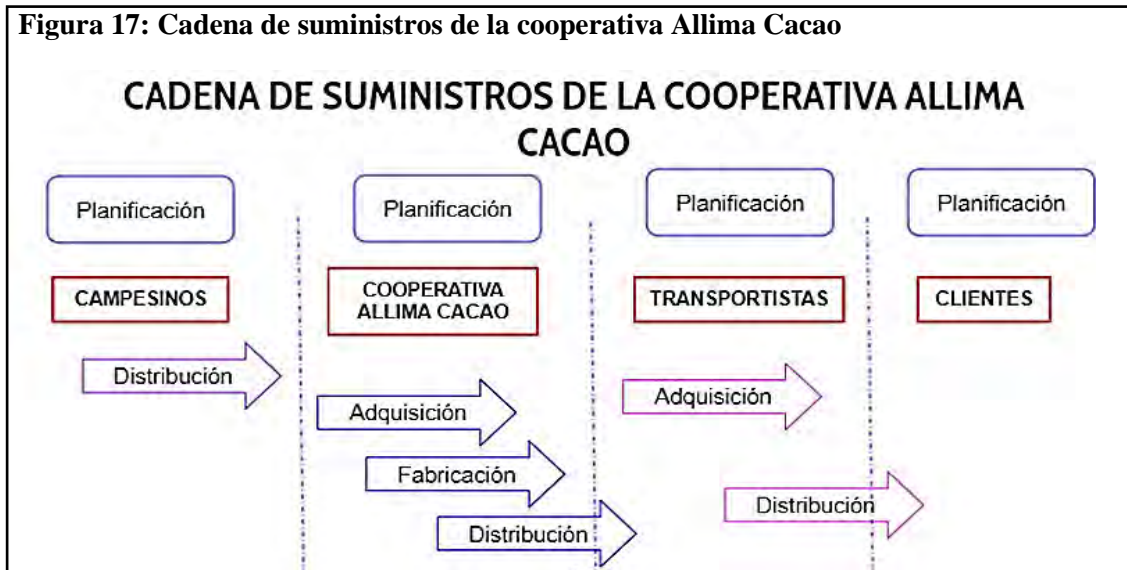 Figura 17: Cadena de suministros de la cooperativa Allima Cacao
CADENA DE SUMINISTROS DE LA COOPERATIVA ALLIMA
CACAO
Planificación
Planificación
Planificación
Planificación
CAMPESINOS
COOPERATIVA
ALLIMA CACAO
TRANSPORTISTAS
CLIENTES
Distribución
Adquisición
Adquisición
Fabricación
Distribución
Distribución